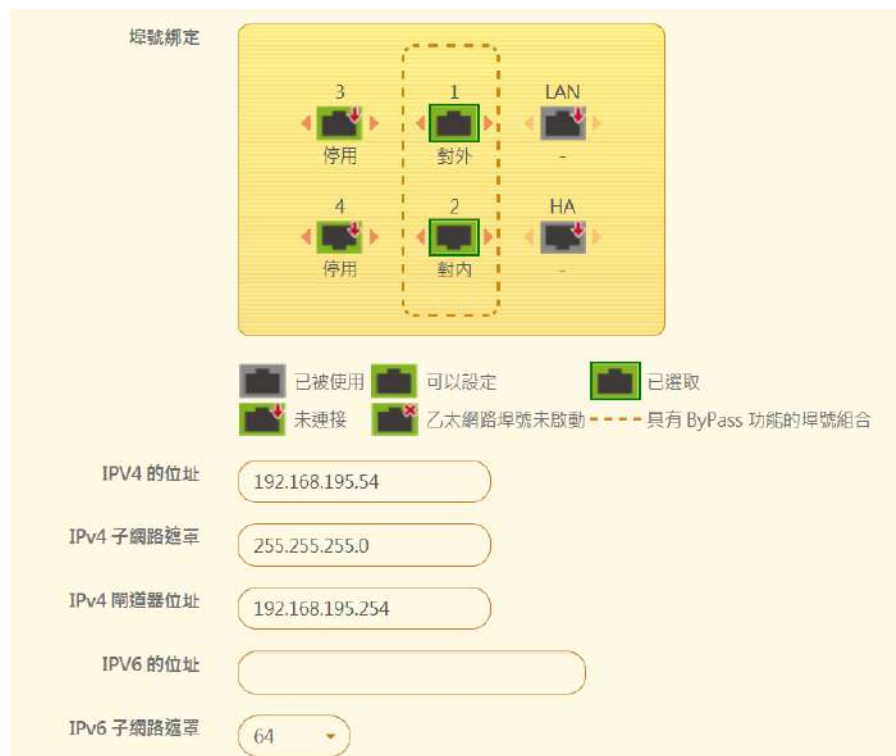 埠號綁定
3 1 LAN
停用 對外 -
4 2 HA
停用 對內 -
已被使用 可以設定 已選取
未連接 乙太網路埠號未啟動 具有 ByPass 功能的埠號組合
IPV4 的位址 192.168.195.54
IPv4 子網路遮罩 255.255.255.0
IPv4 閘道器位址 192.168.195.254
IPV6 的位址
IPv6 子網路遮罩 64